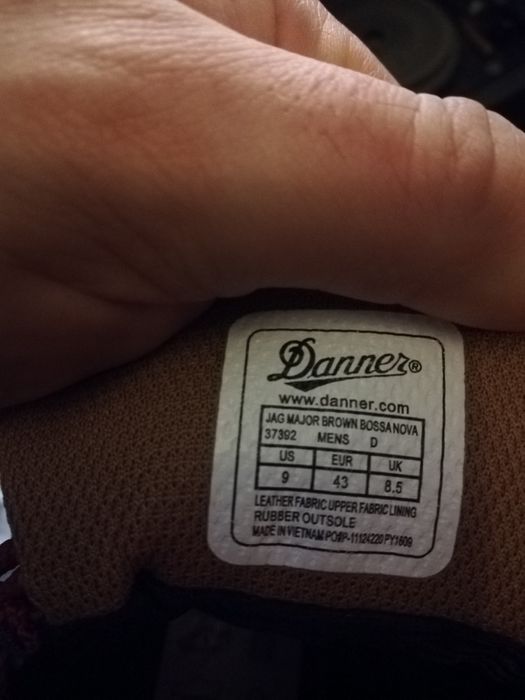 Danner®
www.danner.com
JAG MAJOR BROWN BOSSA NOVA
37392 MENS D
US EUR UK
9 43 8.5
LEATHER FABRIC UPPER FABRIC LINING
RUBBER OUTSOLE
MADE IN VIETNAM PO#P-11124220 PY1609